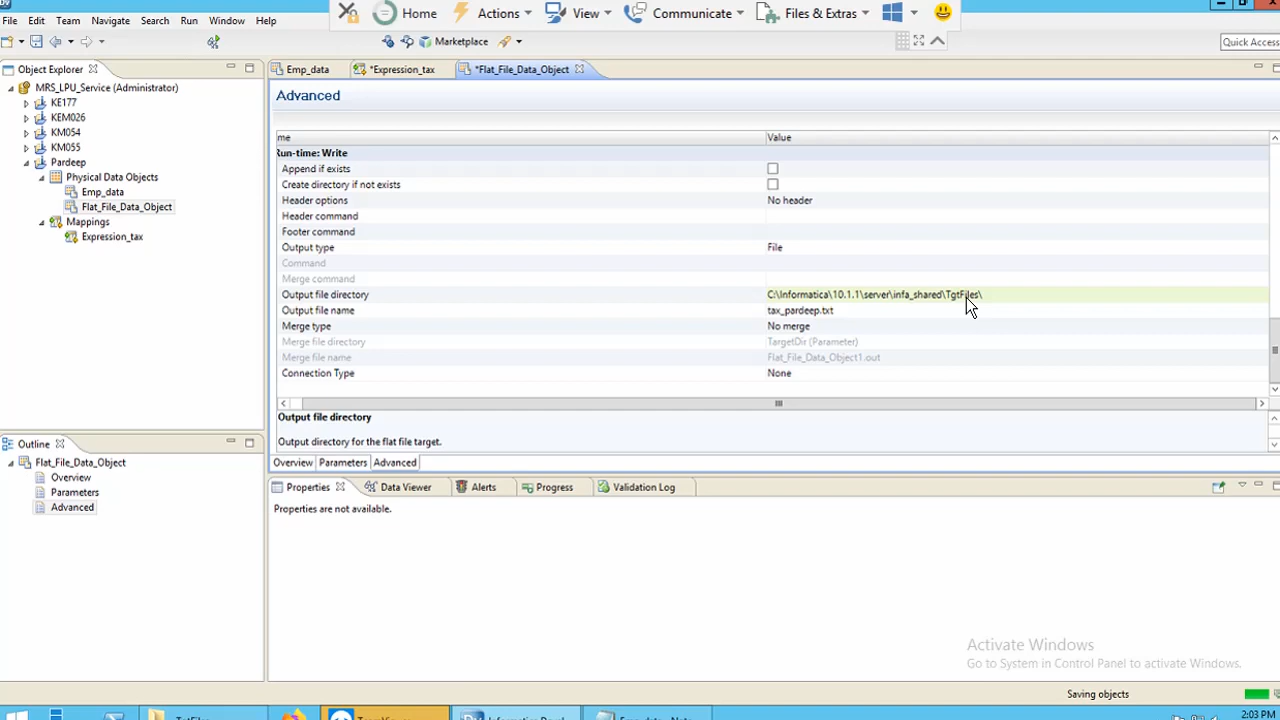 Home
Actions
View
Communicate
Files & Extras
File Edit Team Navigate Search Run Window Help
Marketplace
Quick Access
Object Explorer
Emp_data
*Expression_tax
*Flat_File_Data_Object
MRS_LPU_Service (Administrator)
KE177
KEM026
KM054
KM055
Pardeep
Physical Data Objects
Emp_data
Flat_File_Data_Object
Mappings
Expression_tax
Advanced
me Value
Run-time: Write
Append if exists
Create directory if not exists
Header options No header
Header command
Footer command
Output type File
Command
Merge command
Output file directory C:\Informatica\10.1.1\server\infa_shared\TgtFiles\
Output file name tax_pardeep.txt
Merge type No merge
Merge file directory TargetDir (Parameter)
Merge file name Flat_File_Data_Object1.out
Connection Type None
Output file directory
Output directory for the flat file target.
Overview Parameters Advanced
Outline
Flat_File_Data_Object
Overview
Parameters
Advanced
Properties
Data Viewer
Alerts
Progress
Validation Log
Properties are not available.
Activate Windows
Go to System in Control Panel to activate Windows.
Saving objects
2:03 PM